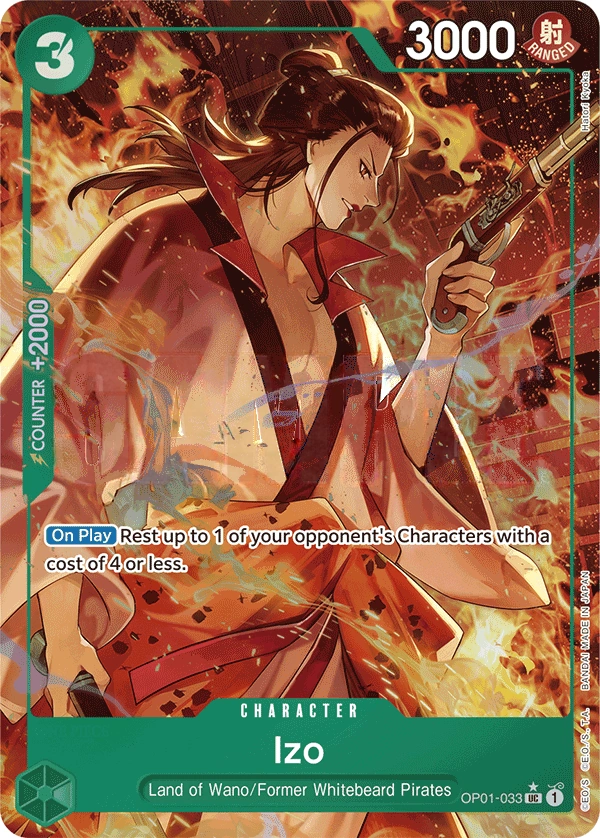 3
3000
射
RANGED
Hatori Kyoka
COUNTER +2000
On Play Rest up to 1 of your opponent's Characters with a
cost of 4 or less.
CHARACTER
Izo
Land of Wano/Former Whitebeard Pirates
OP01-033 UC 1
©E.O/S. ©E.O./S., T.A. BANDAI MADE IN JAPAN